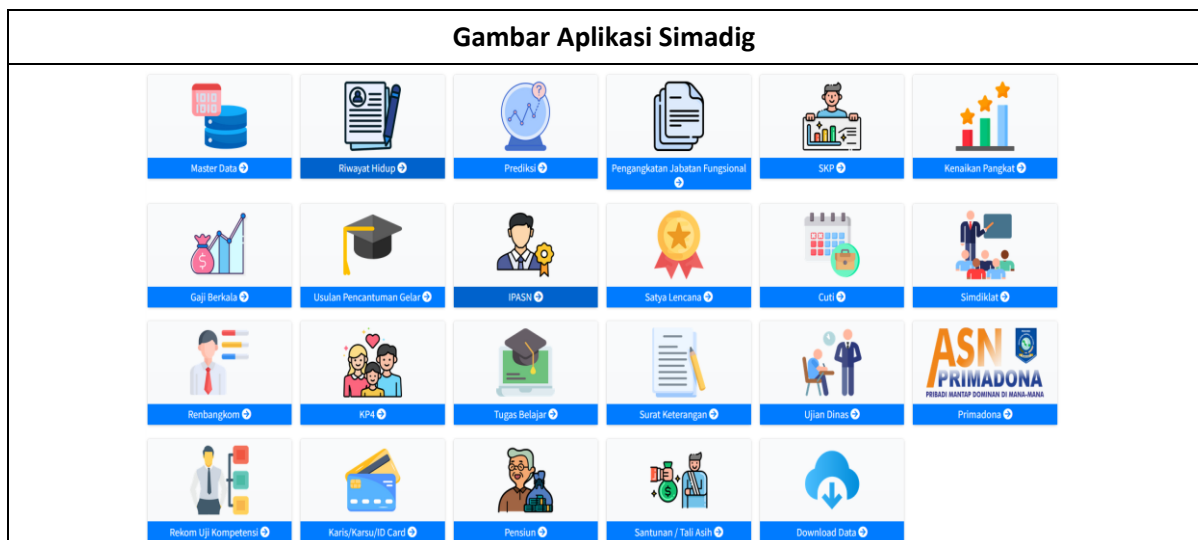 Gambar Aplikasi Simadig
1010
1010
?
Master Data
Riwayat Hidup
Prediksi
Pengangkatan Jabatan Fungsional
SKP
Kenaikan Pangkat
$
Gaji Berkala
Usulan Pencantuman Gelar
IPASN
Satya Lencana
Cuti
Simdiklat
ASN
PRIMADONA
PRIBADI MANTAP DOMINAN DI MANA-MANA
Renbangkom
KP4
Tugas Belajar
Surat Keterangan
Ujian Dinas
Primadona
$
Rekom Uji Kompetensi
Karis/Karsu/ID Card
Pensiun
Santunan / Tali Asih
Download Data